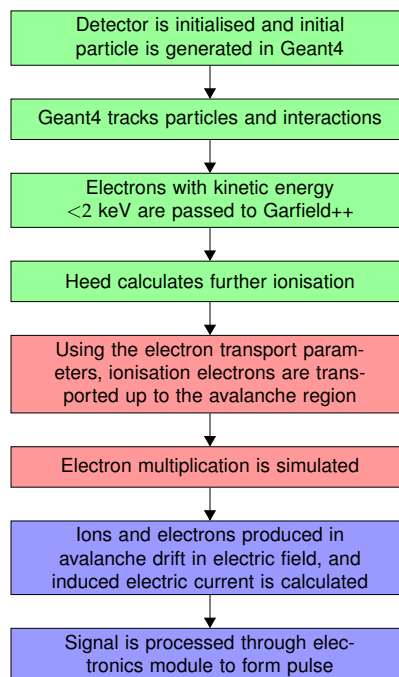 Detector is initialised and initial
particle is generated in Geant4
Geant4 tracks particles and interactions
Electrons with kinetic energy
<2 keV are passed to Garfield++
Heed calculates further ionisation
Using the electron transport param-
eters, ionisation electrons are trans-
ported up to the avalanche region
Electron multiplication is simulated
Ions and electrons produced in
avalanche drift in electric field, and
induced electric current is calculated
Signal is processed through elec-
tronics module to form pulse